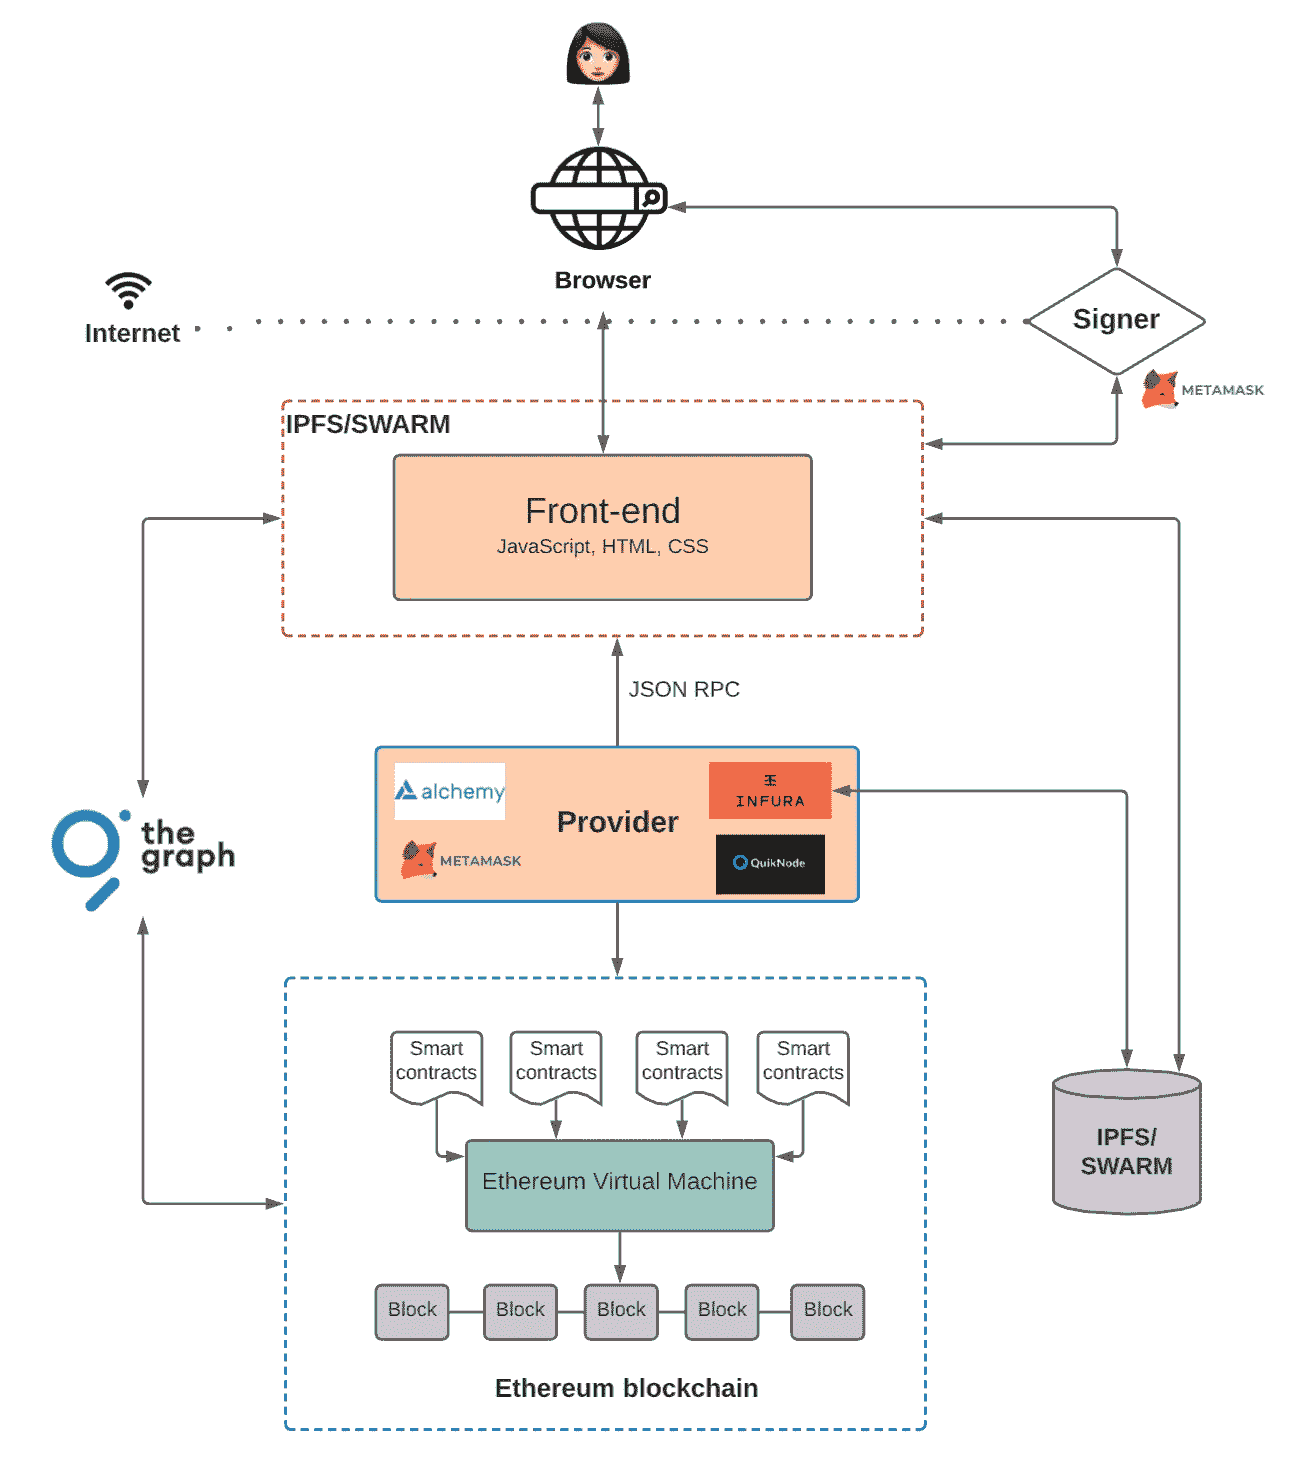 Browser
Internet
Signer
METAMASK
IPFS/SWARM
Front-end
JavaScript, HTML, CSS
JSON RPC
alchemy
INFURA
Provider
METAMASK
QuikNode
the
graph
Smart
contracts
Smart
contracts
Smart
contracts
Smart
contracts
IPFS/
SWARM
Ethereum Virtual Machine
Block
Block
Block
Block
Block
Ethereum blockchain